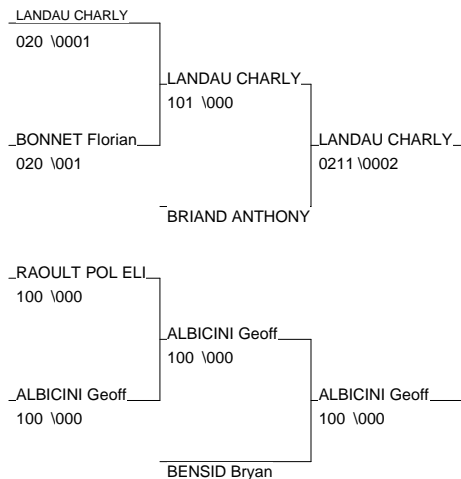 LANDAU CHARLY
020 \0001
LANDAU CHARLY
101 \000
BONNET Florian
020 \001
LANDAU CHARLY
0211 \0002
BRIAND ANTHONY
RAOULT POL ELI
100 \000
ALBICINI Geoff
100 \000
ALBICINI Geoff
100 \000
ALBICINI Geoff
100 \000
BENSID Bryan